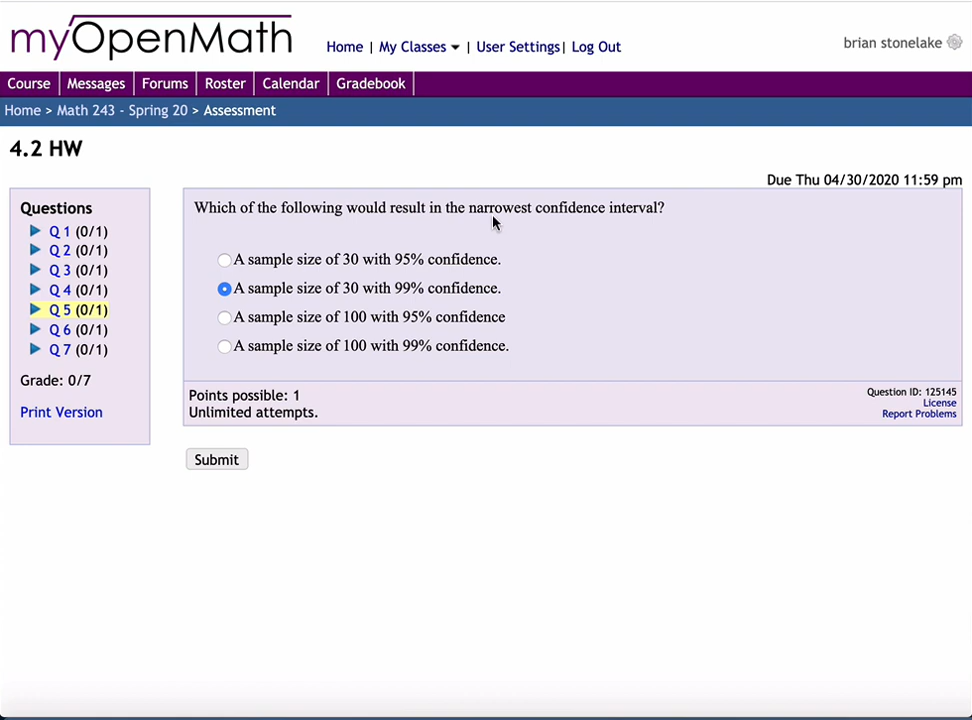 myOpenMath
Home | My Classes | User Settings | Log Out
brian stonelake
Course Messages Forums Roster Calendar Gradebook
Home > Math 243 - Spring 20 > Assessment
4.2 HW
Due Thu 04/30/2020 11:59 pm
Questions
Q 1 (0/1)
Q 2 (0/1)
Q 3 (0/1)
Q 4 (0/1)
Q 5 (0/1)
Q 6 (0/1)
Q 7 (0/1)
Grade: 0/7
Print Version
Which of the following would result in the narrowest confidence interval?
A sample size of 30 with 95% confidence.
A sample size of 30 with 99% confidence.
A sample size of 100 with 95% confidence
A sample size of 100 with 99% confidence.
Points possible: 1
Unlimited attempts.
Question ID: 125145
License
Report Problems
Submit